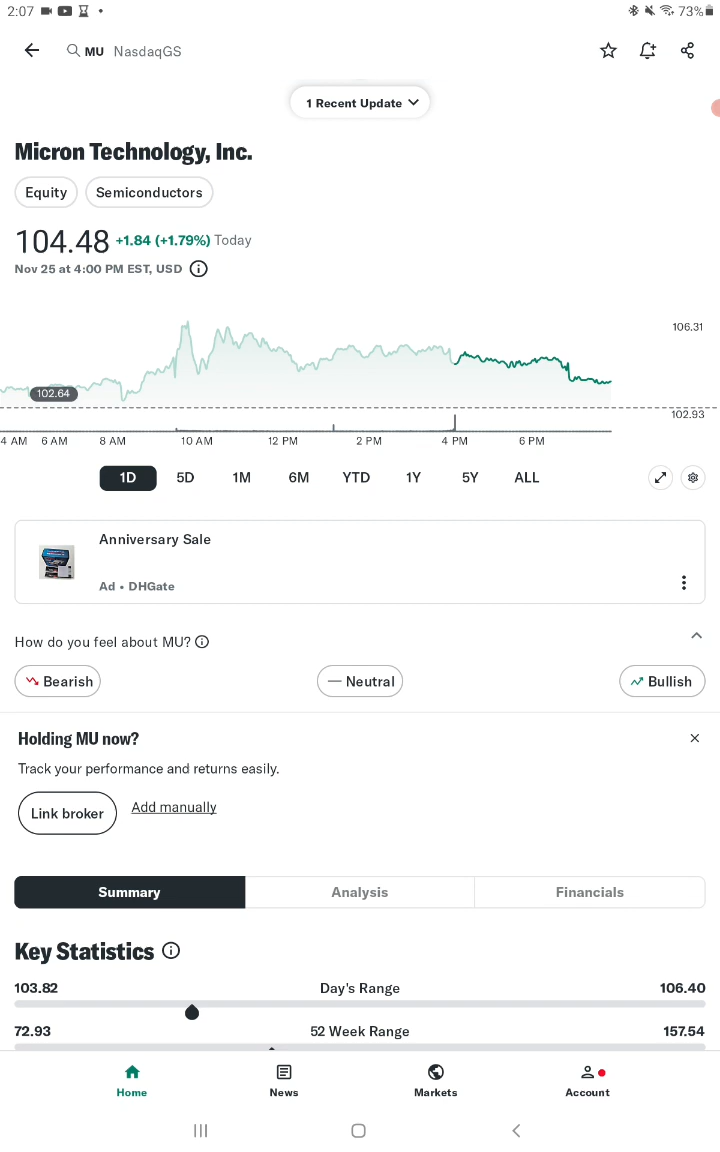 2:07 73%
MU NasdaqGS
1 Recent Update
Micron Technology, Inc.
Equity Semiconductors
104.48 +1.84 (+1.79%) Today
Nov 25 at 4:00 PM EST, USD
106.31
102.64
102.93
4 AM 6 AM 8 AM 10 AM 12 PM 2 PM 4 PM 6 PM
1D 5D 1M 6M YTD 1Y 5Y ALL
Anniversary Sale
Ad • DHGate
How do you feel about MU?
Bearish Neutral Bullish
Holding MU now?
Track your performance and returns easily.
Link broker Add manually
Summary Analysis Financials
Key Statistics
103.82 Day's Range 106.40
72.93 52 Week Range 157.54
Home News Markets Account